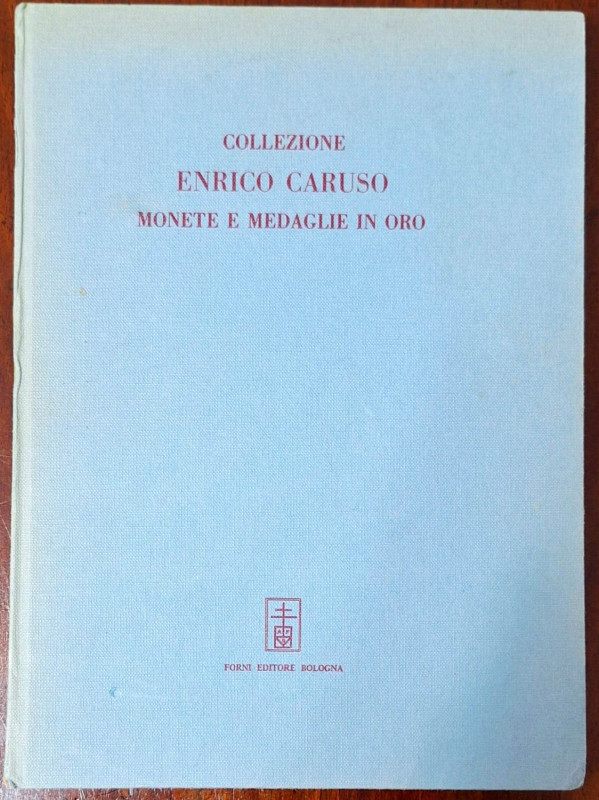 COLLEZIONE
ENRICO CARUSO
MONETE E MEDAGLIE IN ORO
FORNI EDITORE BOLOGNA